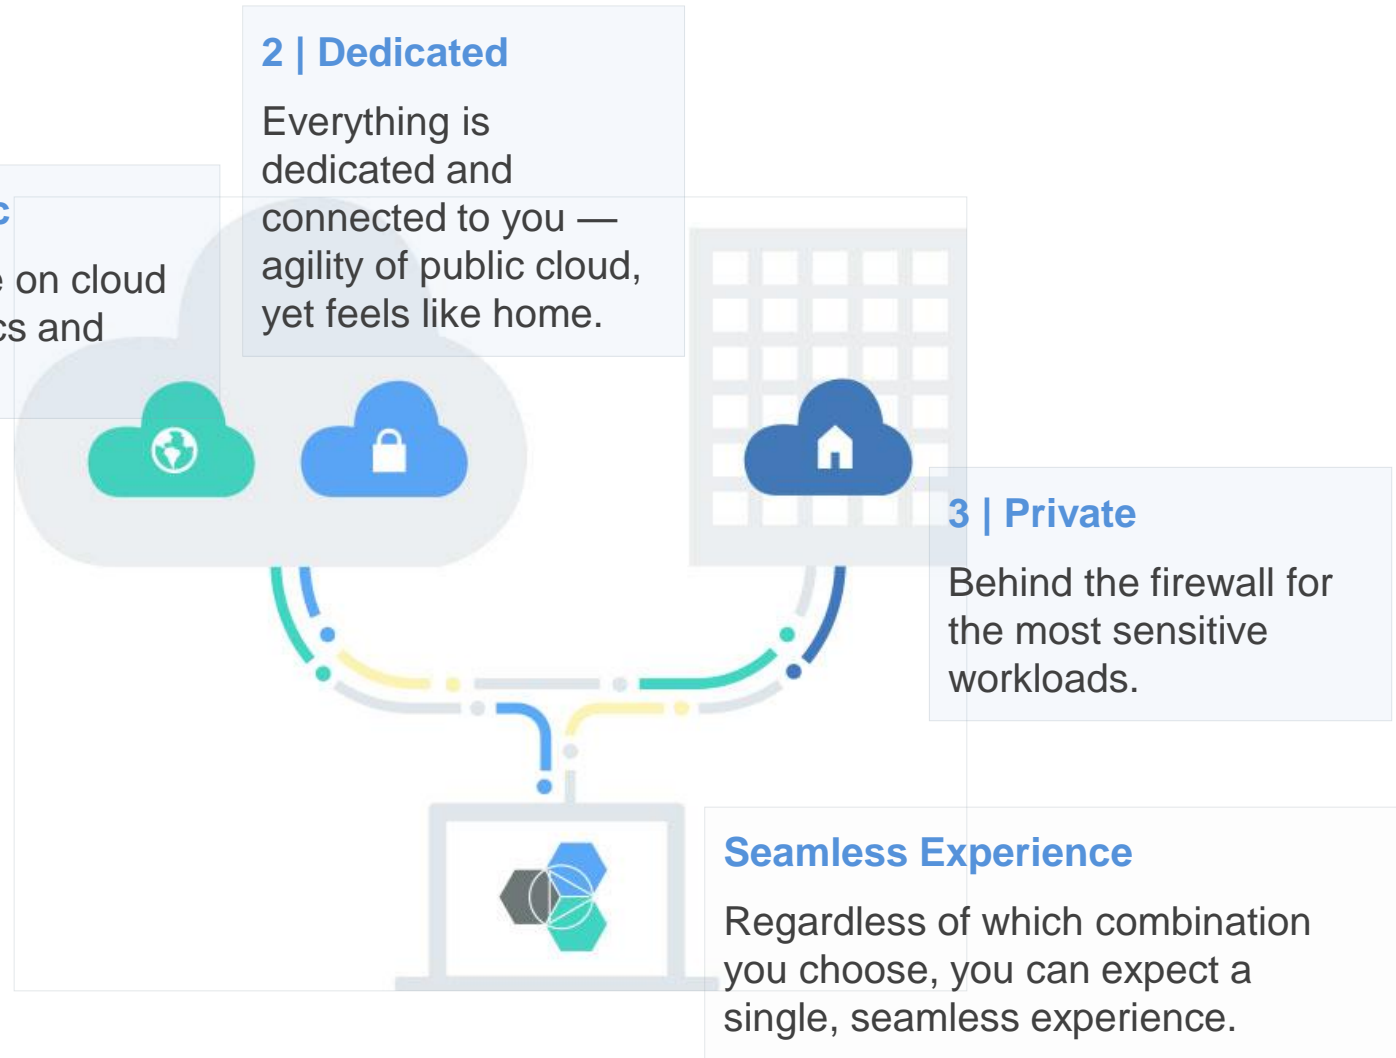 2 | Dedicated
Everything is
dedicated and
connected to you —
agility of public cloud,
yet feels like home.
on cloud
and
3 | Private
Behind the firewall for
the most sensitive
workloads.
Seamless Experience
Regardless of which combination
you choose, you can expect a
single, seamless experience.